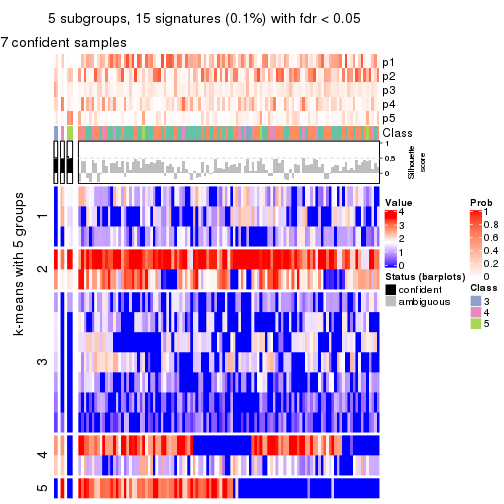 5 subgroups, 15 signatures (0.1%) with fdr < 0.05
7 confident samples
p1
p2
p3
p4
p5
Class
1
0.5
0
Silhouette
score
k-means with 5 groups
1
2
3
4
5
Value
4
3
2
1
0
Status (barplots)
confident
ambiguous
Prob
1
0.8
0.6
0.4
0.2
0
Class
3
4
5